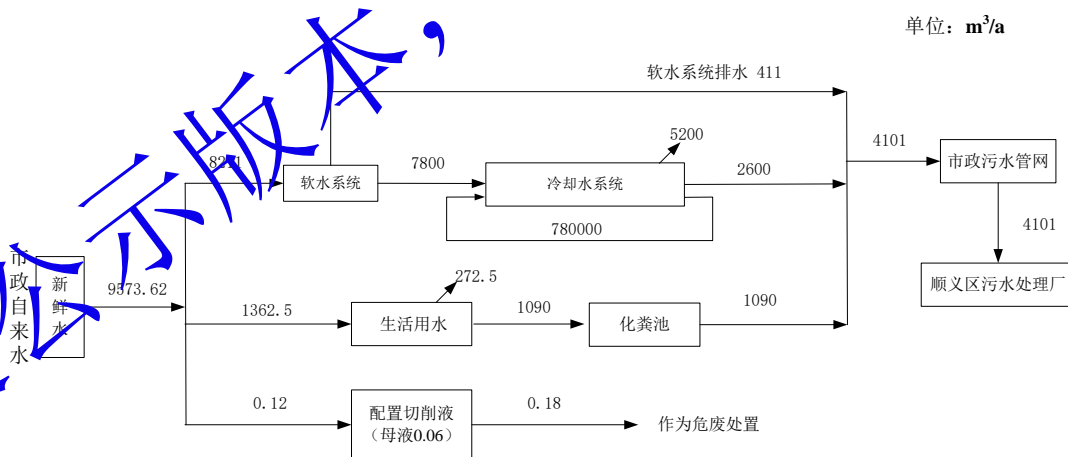 单位：m³/a
软水系统排水 411
5200
4101
市政污水管网
软水系统
7800
冷却水系统
2600
780000
4101
市政自来水
新鲜水
9573.62
272.5
顺义区污水处理厂
1362.5
生活用水
1090
化粪池
1090
0.12
配置切削液
（母液0.06）
0.18
作为危废处置
示版本，